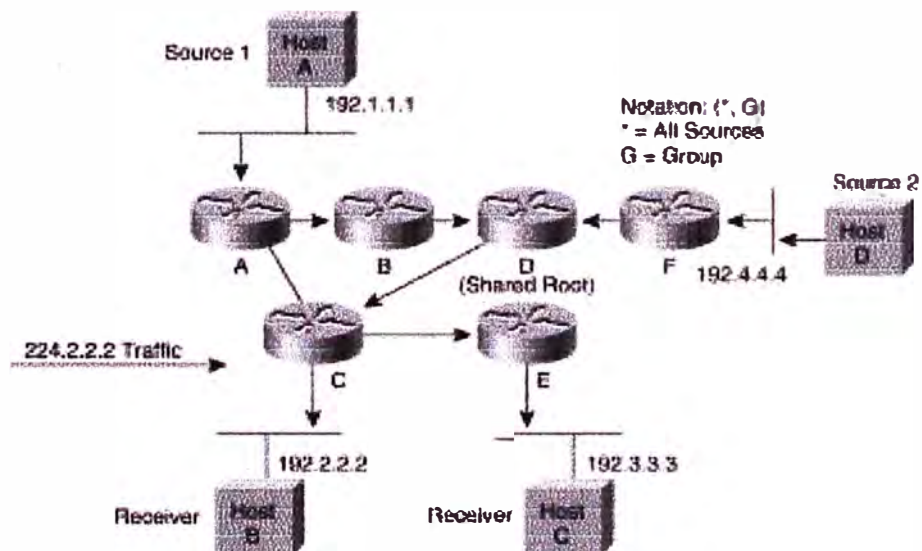 Source 1
Host
A
192.1.1.1
Notation: (*, G)
* = All Sources
G = Group
Source 2
Host
D
192.4.4.4
A
B
D
(Shared Root)
F
224.2.2.2 Traffic
C
E
192.2.2.2
192.3.3.3
Receiver
Host
B
Receiver
Host
C